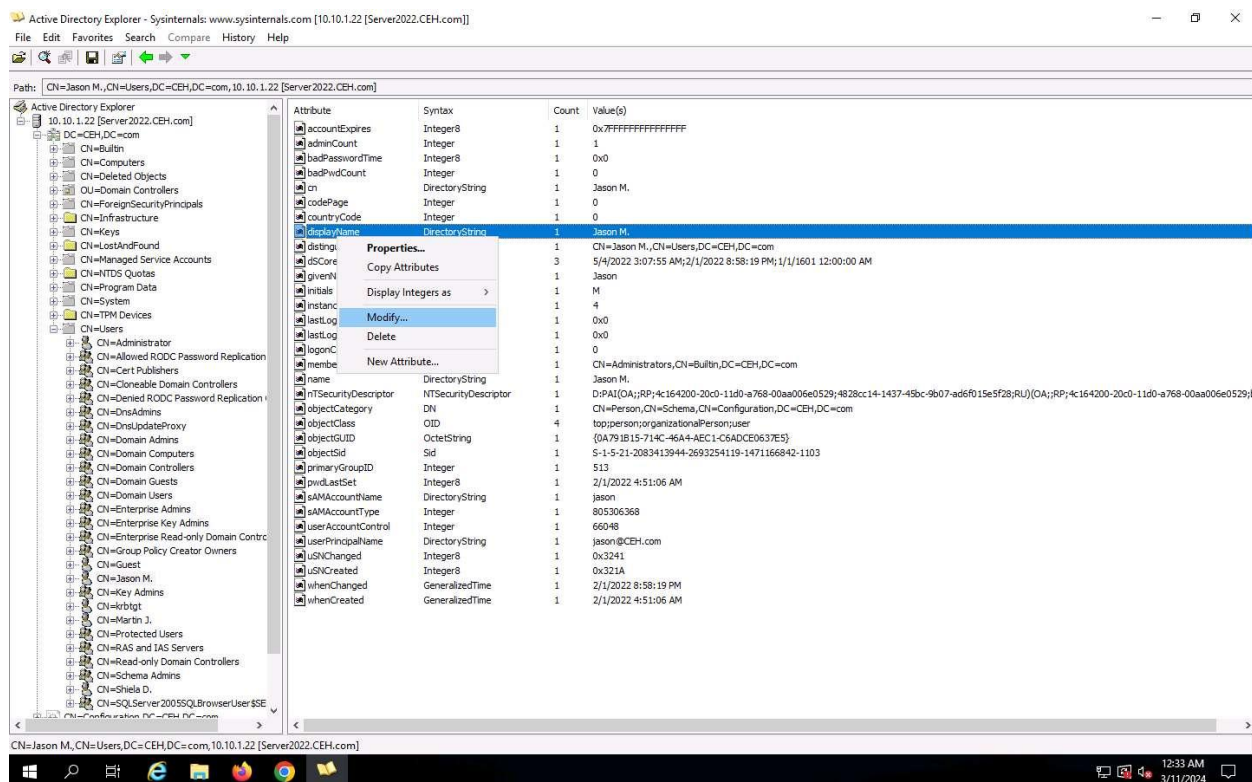 Active Directory Explorer - Sysinternals: www.sysinternals.com [10.10.1.22 [Server2022.CEH.com]]
File Edit Favorites Search Compare History Help
Path: CN=Jason M.,CN=Users,DC=CEH,DC=com,10.10.1.22 [Server2022.CEH.com]
Active Directory Explorer
10.10.1.22 [Server2022.CEH.com]
DC=CEH,DC=com
CN=Builtin
CN=Computers
CN=Deleted Objects
OU=Domain Controllers
CN=ForeignSecurityPrincipals
CN=Infrastructure
CN=Keys
CN=LostAndFound
CN=Managed Service Accounts
CN=NTDS Quotas
CN=Program Data
CN=System
CN=TPM Devices
CN=Users
CN=Administrator
CN=Allowed RODC Password Replication
CN=Cert Publishers
CN=Cloneable Domain Controllers
CN=Denied RODC Password Replication
CN=DnsAdmins
CN=DnsUpdateProxy
CN=Domain Admins
CN=Domain Computers
CN=Domain Controllers
CN=Domain Guests
CN=Domain Users
CN=Enterprise Admins
CN=Enterprise Key Admins
CN=Enterprise Read-only Domain Contrc
CN=Group Policy Creator Owners
CN=Guest
CN=Jason M.
CN=Key Admins
CN=krbtgt
CN=Martin J.
CN=Protected Users
CN=RAS and IAS Servers
CN=Read-only Domain Controllers
CN=Schema Admins
CN=Shiela D.
CN=SQLServer2005SQLBrowserUser$SE
CN=Configuration,DC=CEH,DC=com
Attribute Syntax Count Value(s)
accountExpires Integer8 1 0x7FFFFFFFFFFFFFFF
adminCount Integer 1 1
badPasswordTime Integer8 1 0x0
badPwdCount Integer 1 0
cn DirectoryString 1 Jason M.
codePage Integer 1 0
countryCode Integer 1 0
displayName DirectoryString 1 Jason M.
distingu 1 CN=Jason M.,CN=Users,DC=CEH,DC=com
dSCore 3 5/4/2022 3:07:55 AM;2/1/2022 8:58:19 PM;1/1/1601 12:00:00 AM
givenN 1 Jason
initials 1 M
instanc 1 4
lastLog 1 0x0
lastLog 1 0x0
logonC 1 0
membe 1 CN=Administrators,CN=Builtin,DC=CEH,DC=com
name DirectoryString 1 Jason M.
nTSecurityDescriptor NTSecurityDescriptor 1 D:PAI(OA;;RP;4c164200-20c0-11d0-a768-00aa006e0529;4828cc14-1437-45bc-9b07-ad6f015e5f28;RU)(OA;;RP;4c164200-20c0-11d0-a768-00aa006e0529;
objectCategory DN 1 CN=Person,CN=Schema,CN=Configuration,DC=CEH,DC=com
objectClass OID 4 top;person;organizationalPerson;user
objectGUID OctetString 1 {0A791B15-714C-46A4-AEC1-C6ADCE0637E5}
objectSid Sid 1 S-1-5-21-2083413944-2693254119-1471166842-1103
primaryGroupID Integer 1 513
pwdLastSet Integer8 1 2/1/2022 4:51:06 AM
sAMAccountName DirectoryString 1 jason
sAMAccountType Integer 1 805306368
userAccountControl Integer 1 66048
userPrincipalName DirectoryString 1 jason@CEH.com
uSNChanged Integer8 1 0x3241
uSNCreated Integer8 1 0x321A
whenChanged GeneralizedTime 1 2/1/2022 8:58:19 PM
whenCreated GeneralizedTime 1 2/1/2022 4:51:06 AM
Properties...
Copy Attributes
Display Integers as
Modify...
Delete
New Attribute...
CN=Jason M.,CN=Users,DC=CEH,DC=com,10.10.1.22 [Server2022.CEH.com]
12:33 AM
3/11/2024